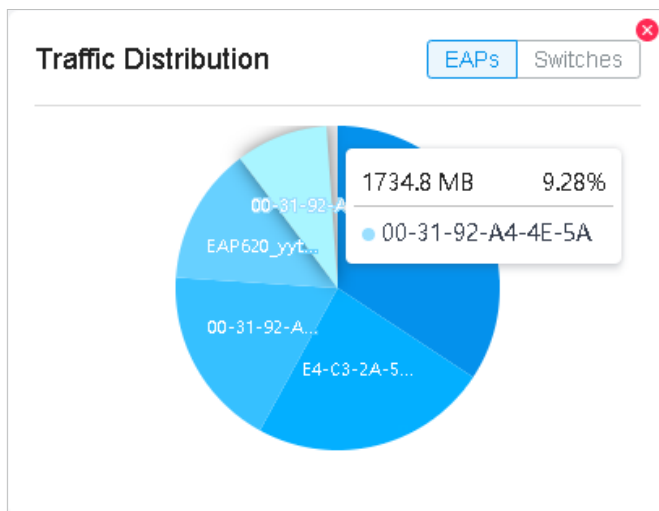 Traffic Distribution
EAPs
Switches
1734.8 MB 9.28%
00-31-92-A4-4E-5A
00-31-92-A
EAP620_yyt...
00-31-92-A...
E4-C3-2A-5...